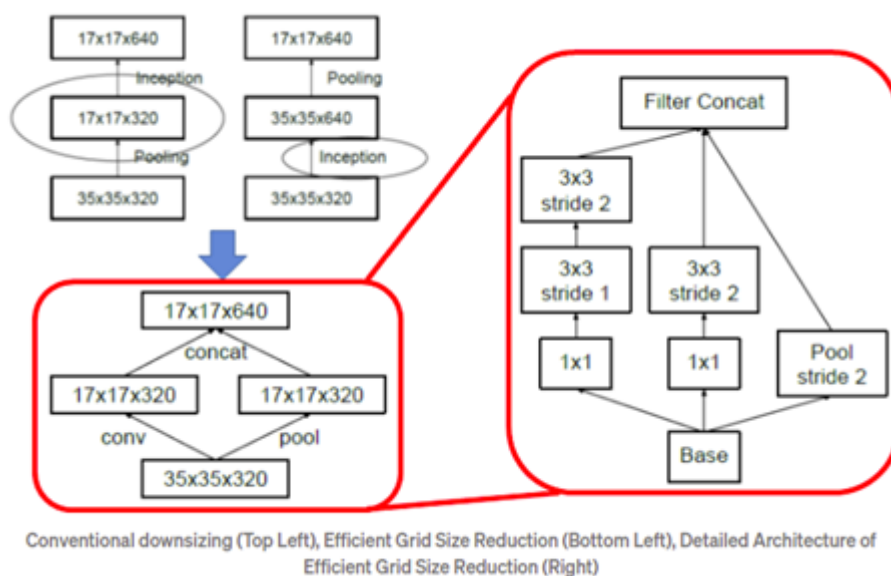 17x17x640
Inception
17x17x320
Pooling
35x35x320
17x17x640
Pooling
35x35x640
Inception
35x35x320
17x17x640
concat
17x17x320
17x17x320
conv
pool
35x35x320
Filter Concat
3x3
stride 2
3x3
stride 1
1x1
3x3
stride 2
1x1
Pool
stride 2
Base
Conventional downsizing (Top Left), Efficient Grid Size Reduction (Bottom Left), Detailed Architecture of
Efficient Grid Size Reduction (Right)